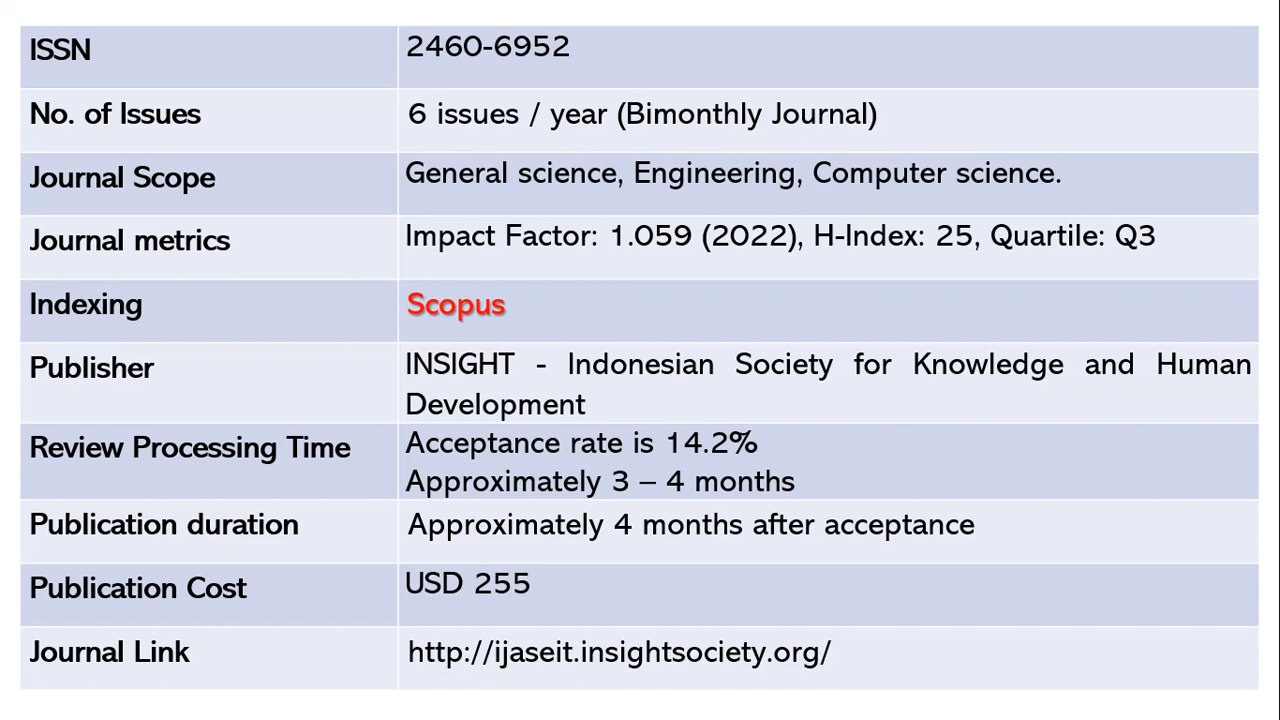 ISSN 2460-6952
No. of Issues 6 issues / year (Bimonthly Journal)
Journal Scope General science, Engineering, Computer science.
Journal metrics Impact Factor: 1.059 (2022), H-Index: 25, Quartile: Q3
Indexing Scopus
Publisher INSIGHT - Indonesian Society for Knowledge and Human
Development
Review Processing Time Acceptance rate is 14.2%
Approximately 3 – 4 months
Publication duration Approximately 4 months after acceptance
Publication Cost USD 255
Journal Link http://ijaseit.insightsociety.org/